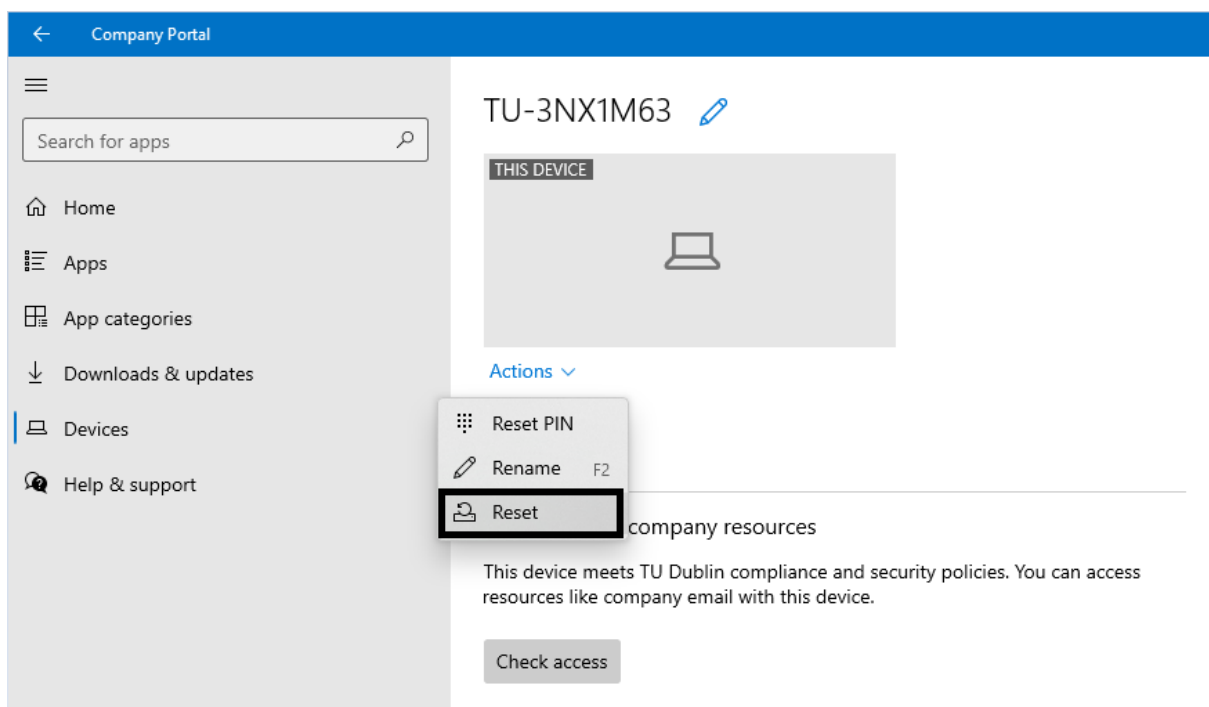 Company Portal
Search for apps
Home
Apps
App categories
Downloads & updates
Devices
Help & support
TU-3NX1M63
THIS DEVICE
Actions
Reset PIN
Rename F2
Reset
company resources
This device meets TU Dublin compliance and security policies. You can access
resources like company email with this device.
Check access